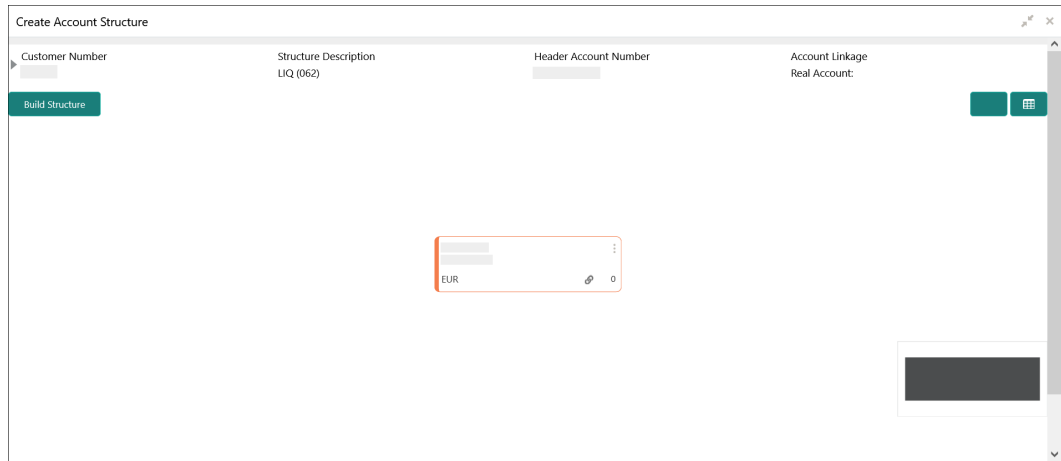 Create Account Structure
Customer Number Structure Description Header Account Number Account Linkage
LIQ (062) Real Account:
Build Structure
EUR 0